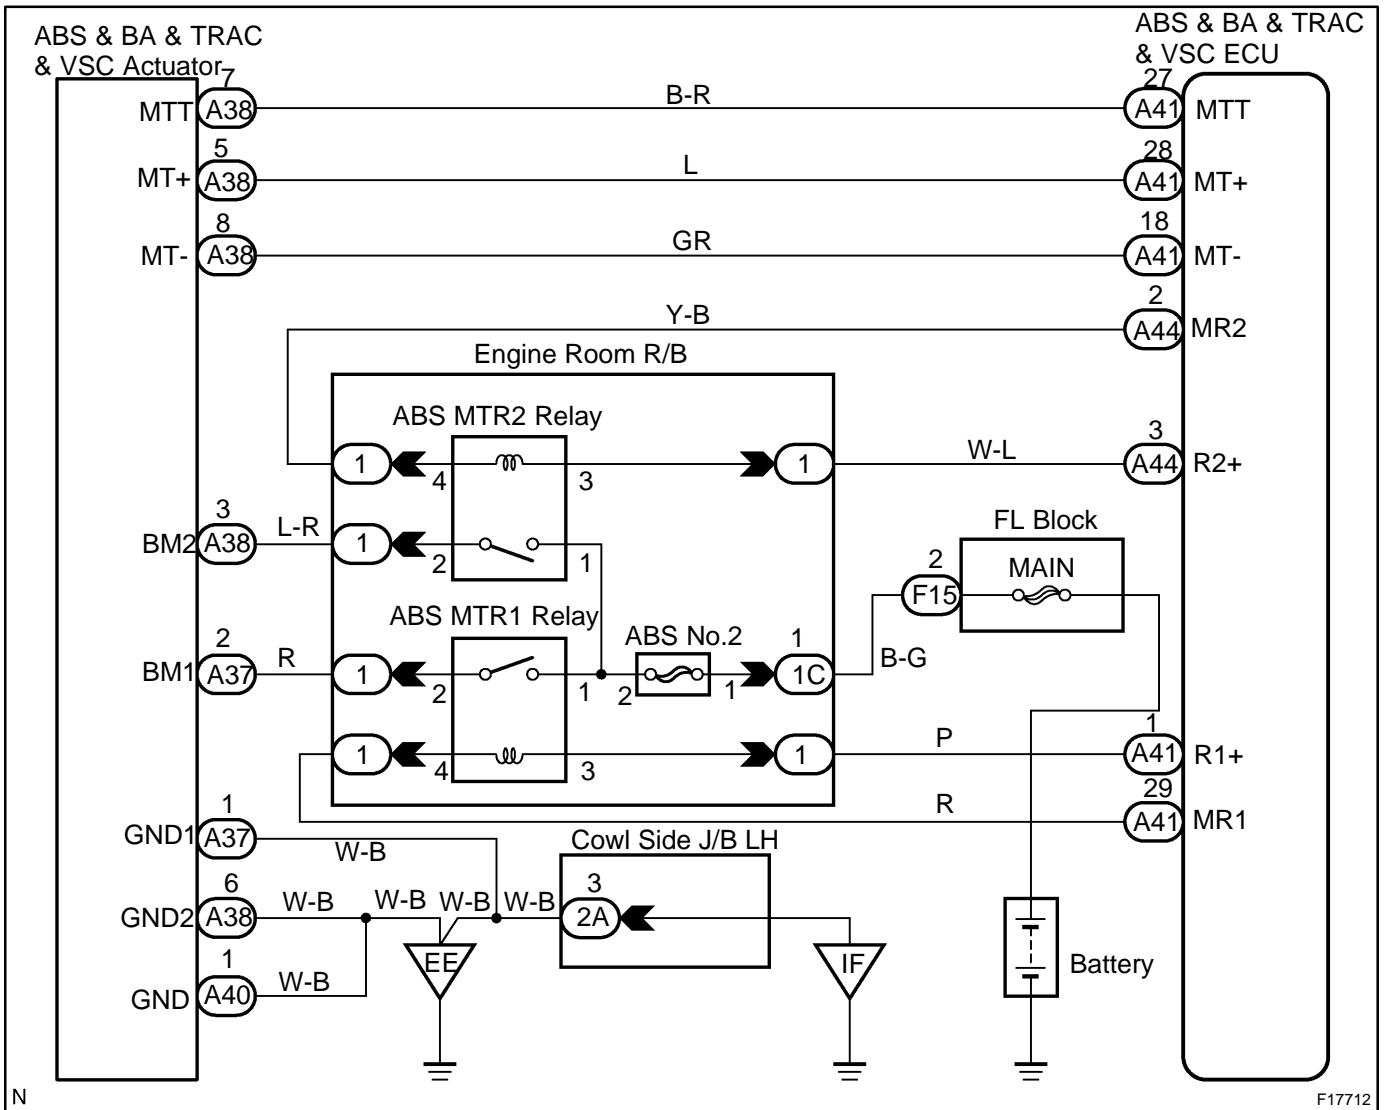 ABS & BA & TRAC
& VSC Actuator
ABS & BA & TRAC
& VSC ECU
7
MTT
A38
B-R
27
A41
MTT
5
MT+
A38
L
28
A41
MT+
8
MT-
A38
GR
18
A41
MT-
Y-B
2
A44
MR2
Engine Room R/B
ABS MTR2 Relay
1
4
3
1
W-L
3
A44
R2+
3
BM2
A38
L-R
1
2
1
FL Block
MAIN
2
F15
ABS MTR1 Relay
ABS No.2
2
BM1
A37
R
1
2
1
2
1
1
1C
B-G
1
4
3
1
P
1
A41
R1+
R
29
A41
MR1
1
GND1
A37
W-B
Cowl Side J/B LH
6
GND2
A38
W-B
W-B
W-B
W-B
3
2A
1
GND
A40
W-B
EE
IF
Battery
N
F17712